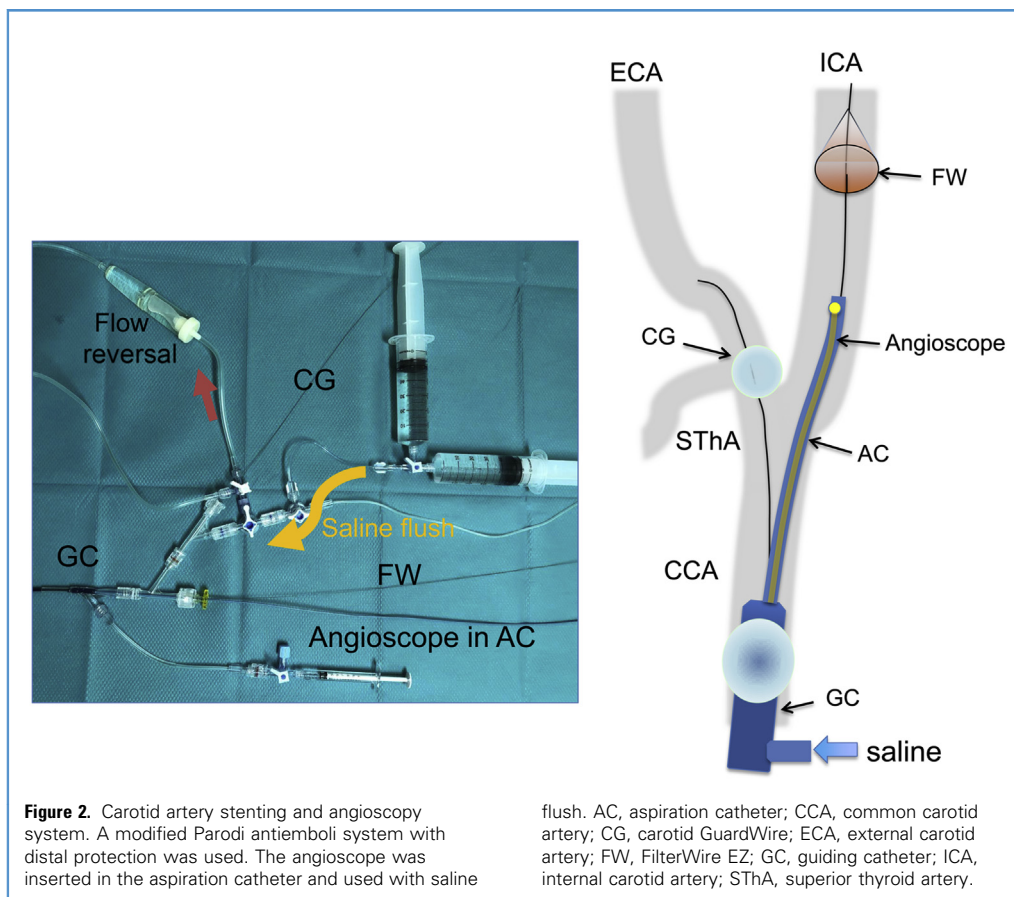 Flow
reversal
CG
Saline flush
GC
FW
Angioscope in AC
ECA
ICA
FW
CG
Angioscope
SThA
AC
CCA
GC
saline
Figure 2. Carotid artery stenting and angioscopy
system. A modified Parodi antiemboli system with
distal protection was used. The angioscope was
inserted in the aspiration catheter and used with saline
flush. AC, aspiration catheter; CCA, common carotid
artery; CG, carotid GuardWire; ECA, external carotid
artery; FW, FilterWire EZ; GC, guiding catheter; ICA,
internal carotid artery; SThA, superior thyroid artery.